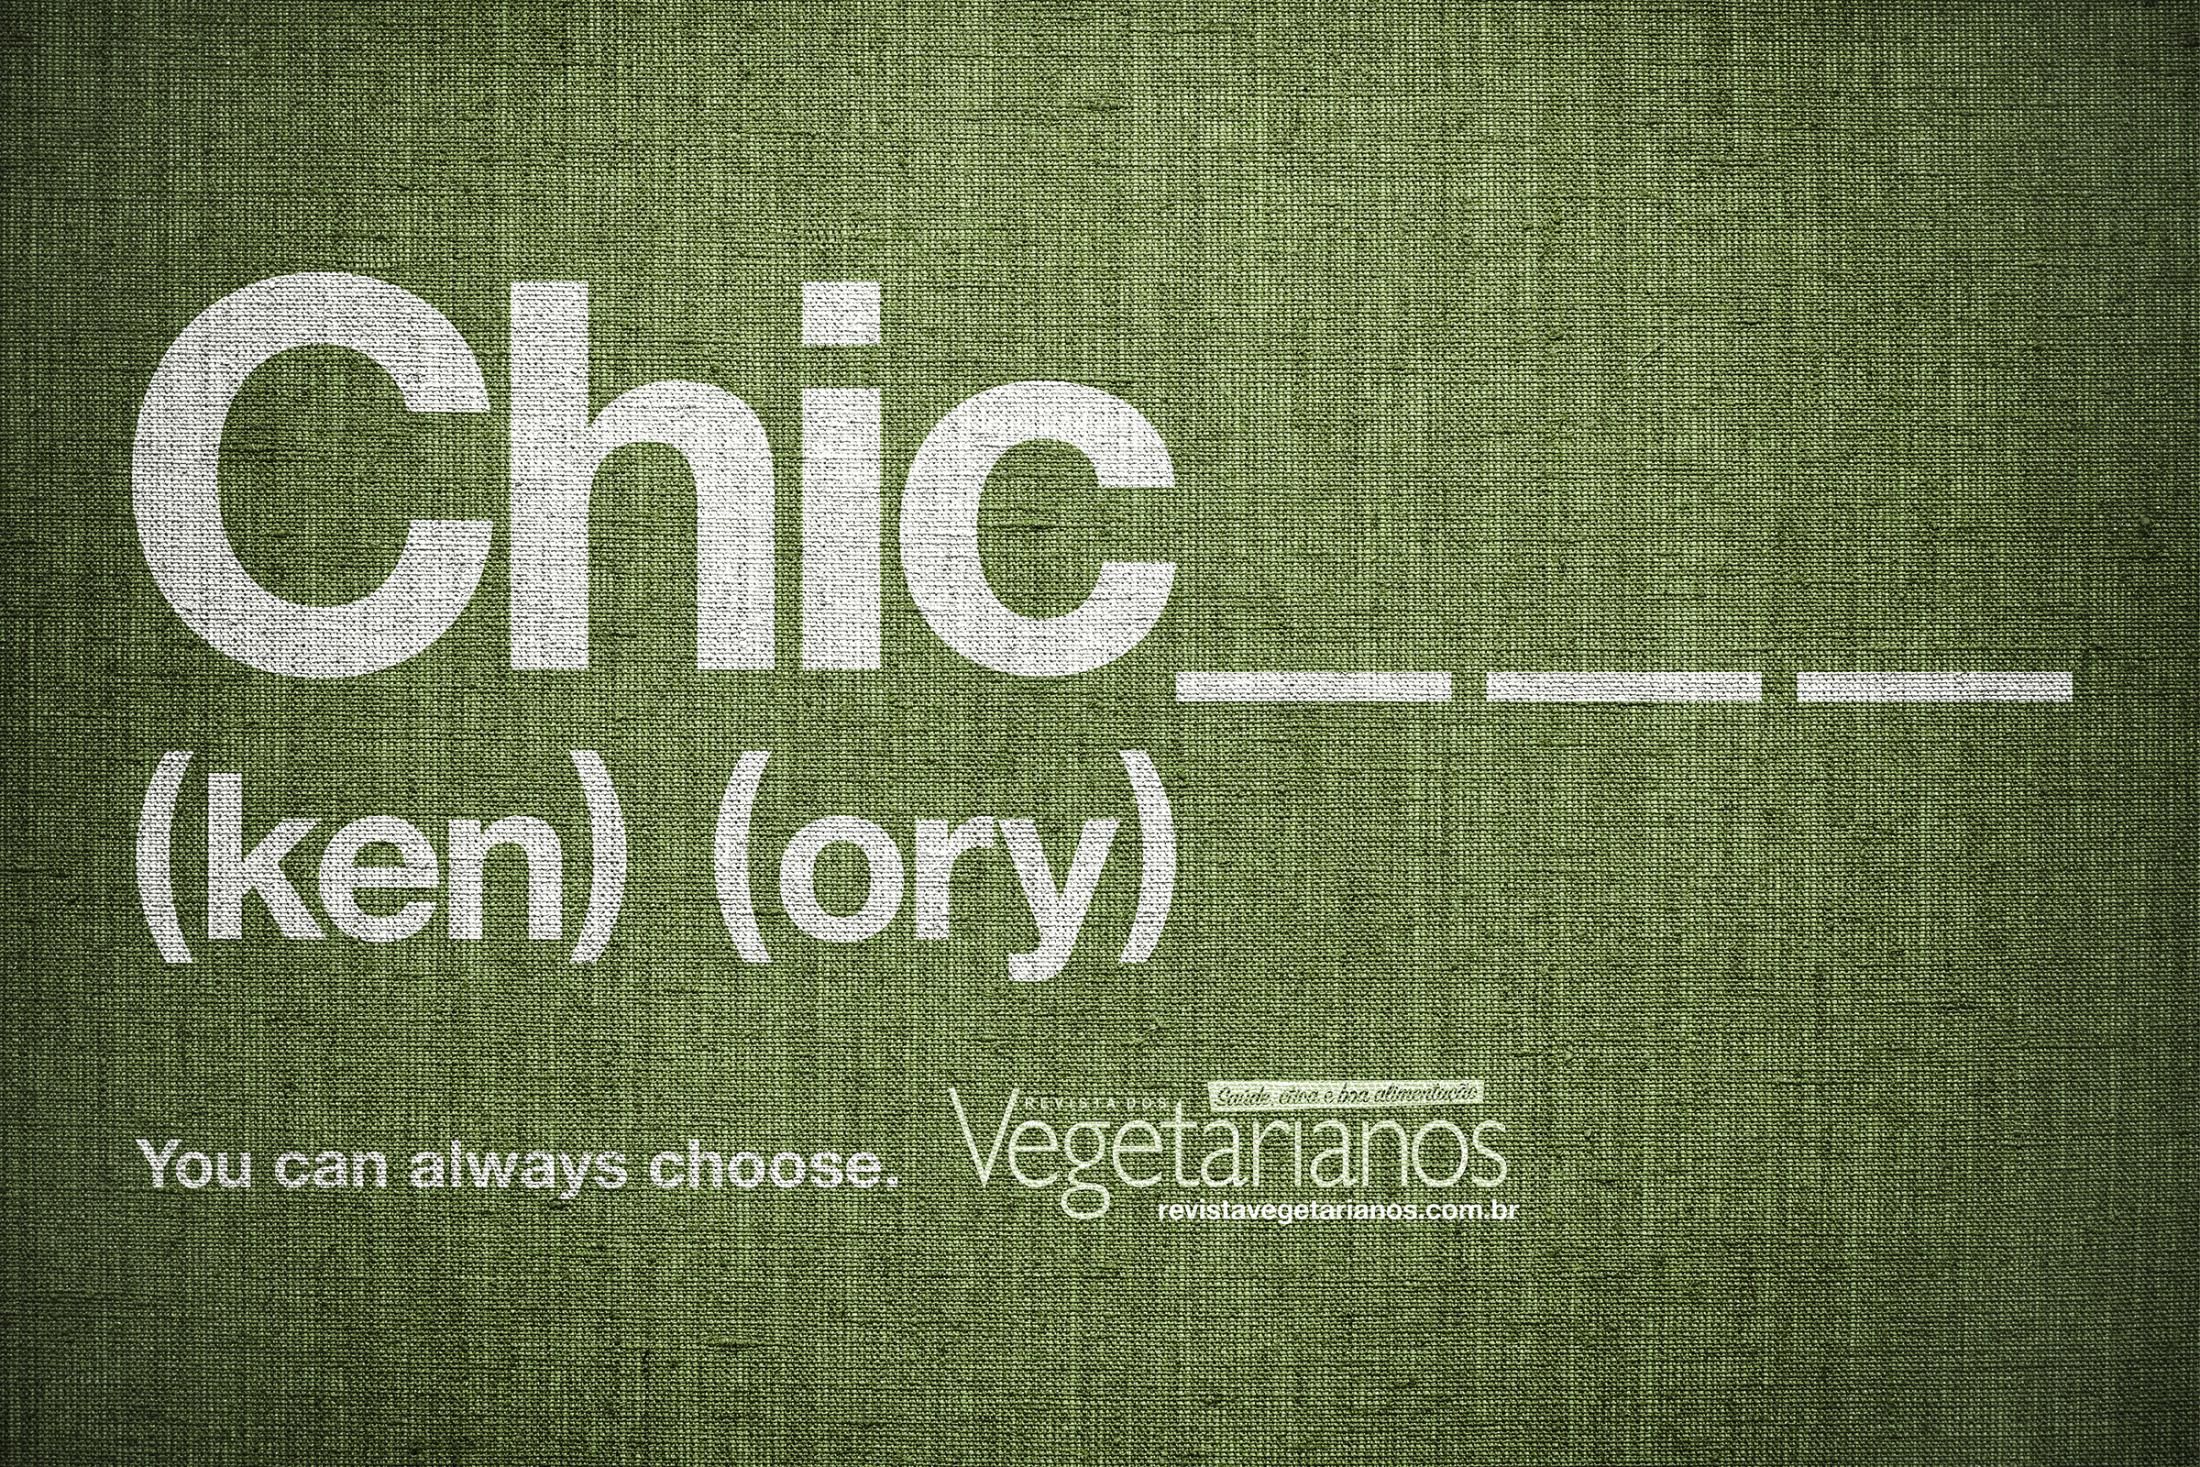 Chic_ _ _
(ken) (ory)
You can always choose.
REVISTA DOS
Saúde, ética e boa alimentação
Vegetarianos
revistavegetarianos.com.br